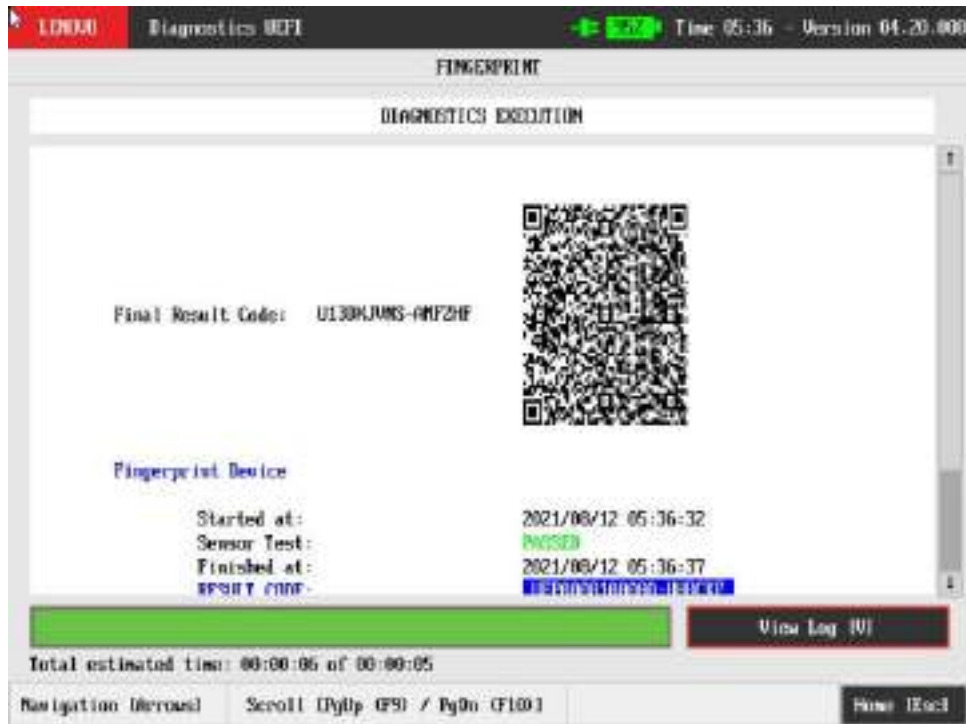 LENOVO Diagnostics UEFI Time 05:36 - Version 04.20.000
FINGERPRINT
DIAGNOSTICS EXECUTION
Final Result Code:
Fingerprint Device
Started at: 2021/08/12 05:36:32
Sensor Test: PASSED
Finished at: 2021/08/12 05:36:37
RESULT CODE:
View Log [V]
Total estimated time: 00:00:06 of 00:00:05
Navigation [Arrows] Scroll [PgUp (F9) / PgDn (F10)] Home [Esc]